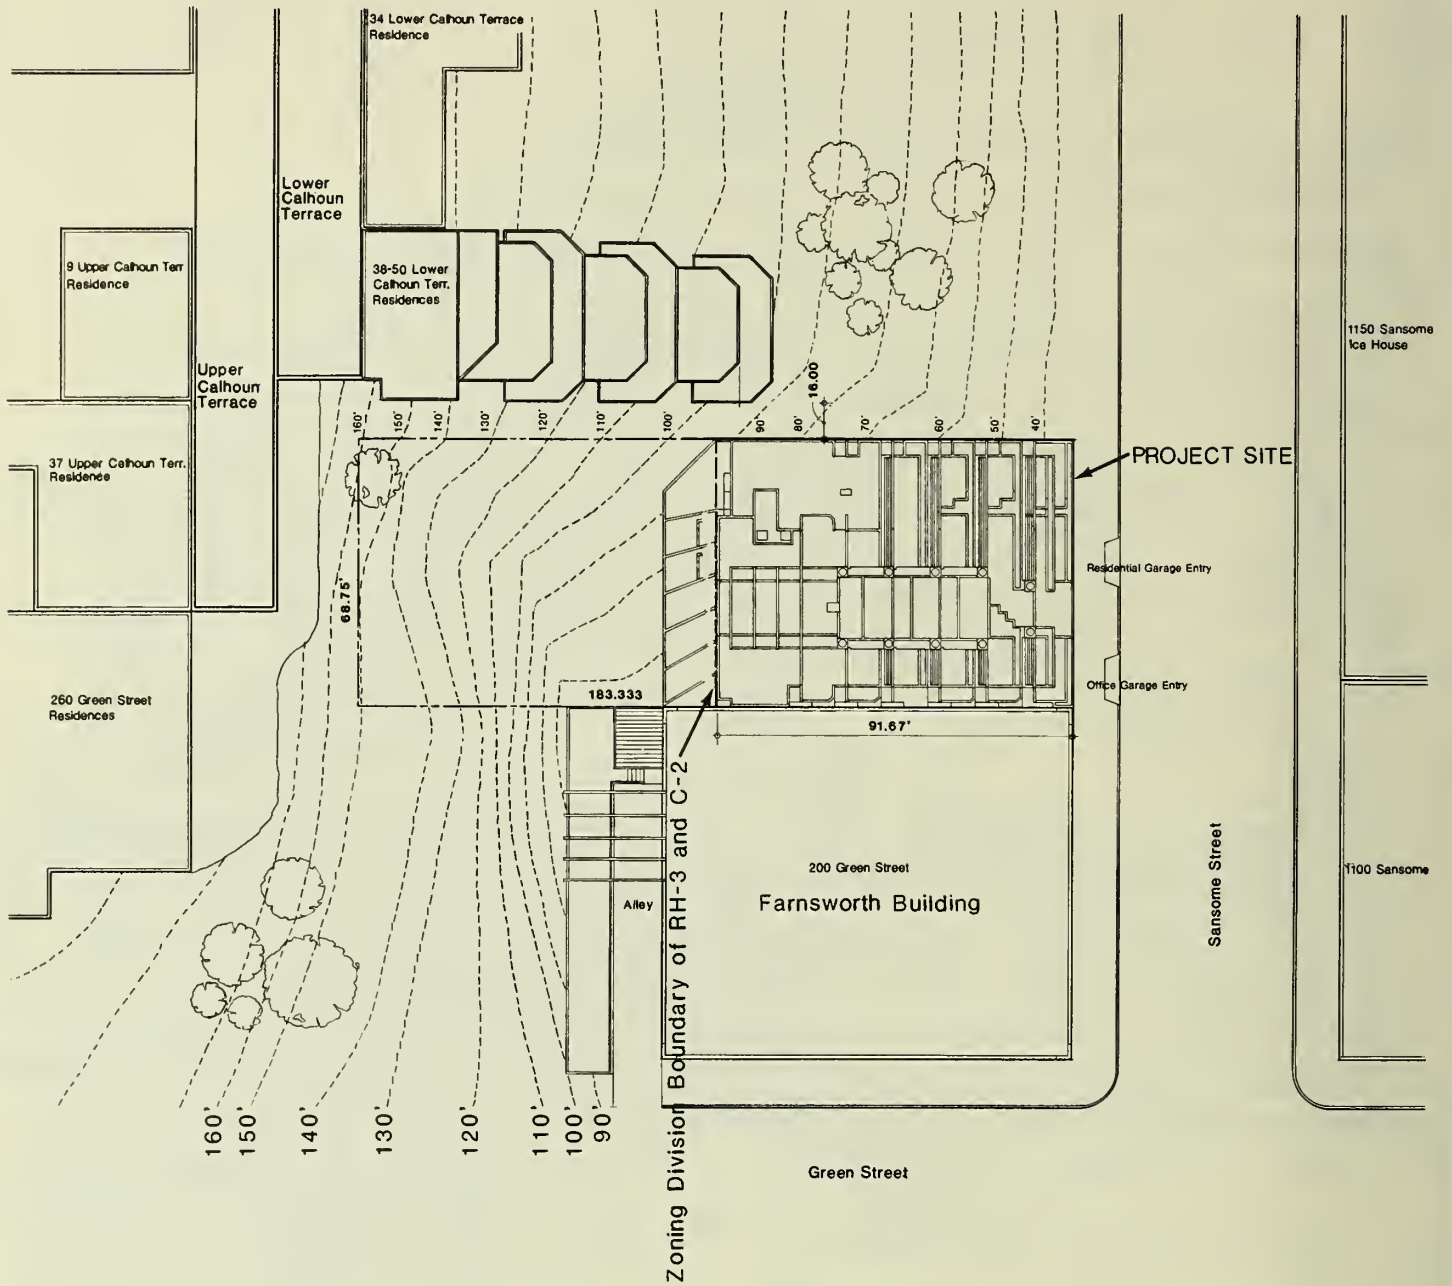 34 Lower Calhoun Terrace
Residence
Lower
Calhoun
Terrace
9 Upper Calhoun Terr
Residence
38-50 Lower
Calhoun Terr.
Residences
1150 Sansome
Ice House
Upper
Calhoun
Terrace
16.00
160'
150'
140'
130'
120'
110'
100'
90'
80'
70'
60'
50'
40'
37 Upper Calhoun Terr.
Residence
PROJECT SITE
Residential Garage Entry
68.75'
Office Garage Entry
183.333
260 Green Street
Residences
91.67'
Zoning Division Boundary of RH-3 and C-2
200 Green Street
Farnsworth Building
Alley
Sansome Street
1100 Sansome
160'
150'
140'
130'
120'
110'
100'
90'
Green Street